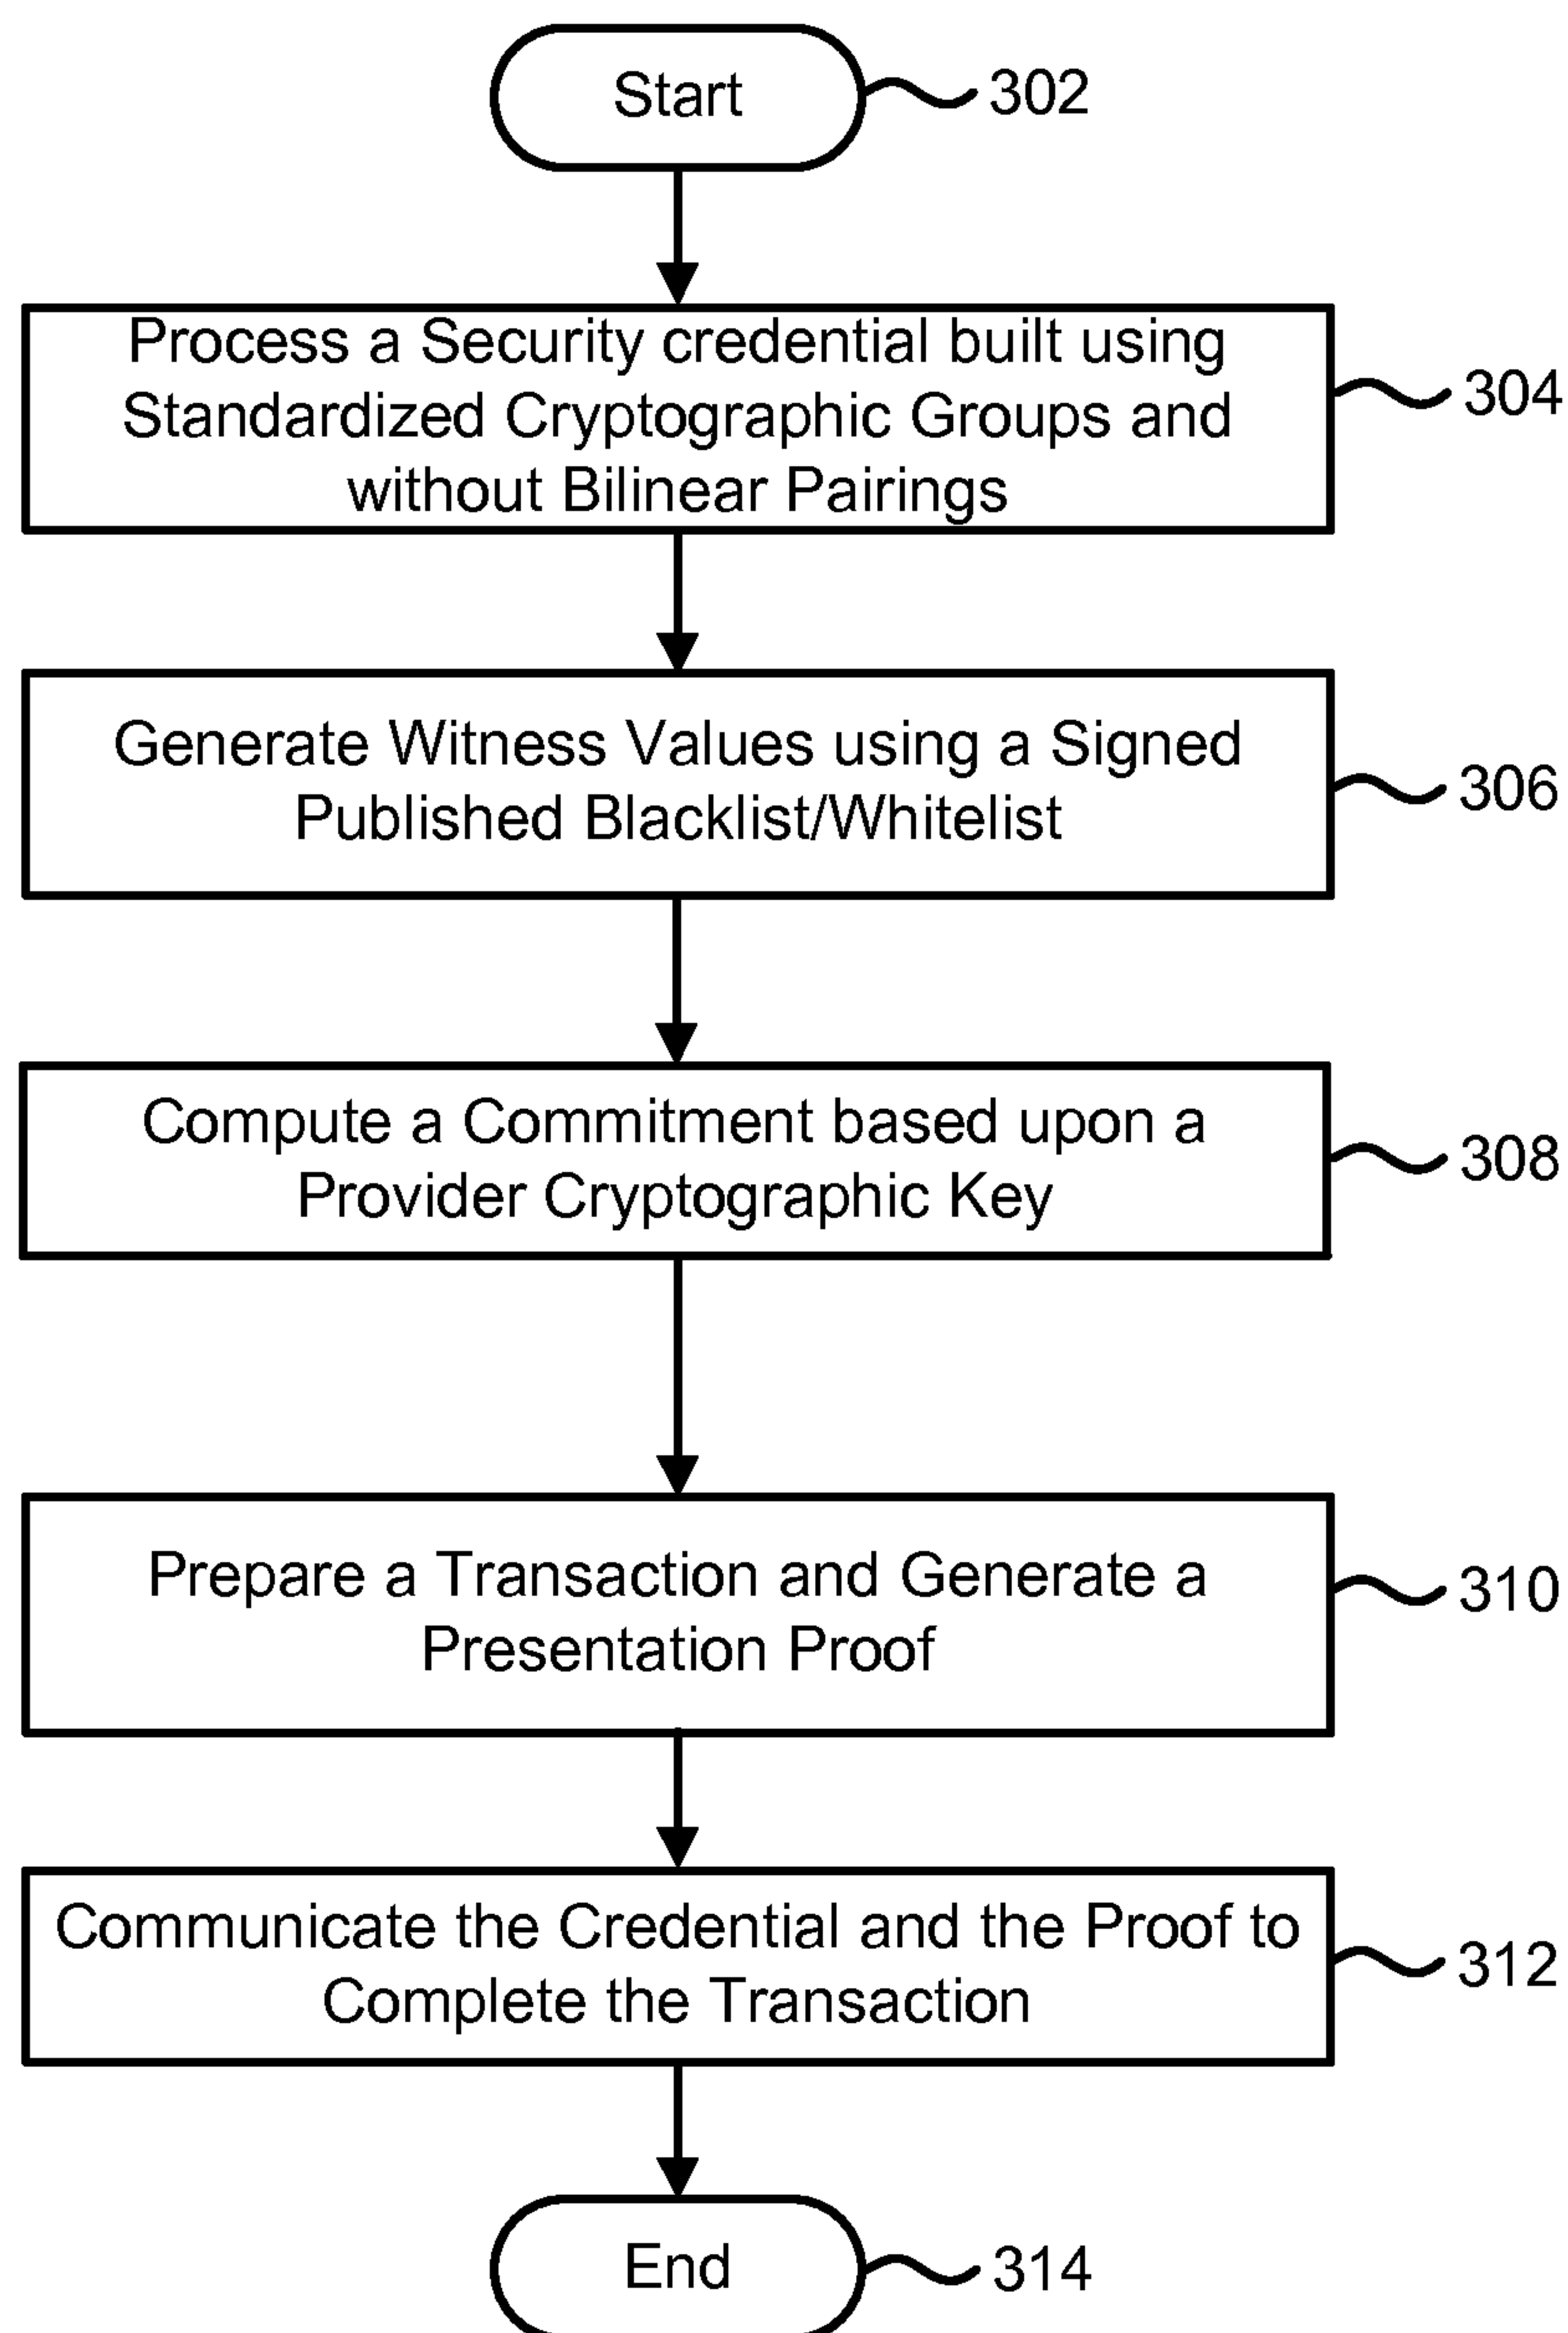 Start
302
Process a Security credential built using
Standardized Cryptographic Groups and
without Bilinear Pairings
304
Generate Witness Values using a Signed
Published Blacklist/Whitelist
306
Compute a Commitment based upon a
Provider Cryptographic Key
308
Prepare a Transaction and Generate a
Presentation Proof
310
Communicate the Credential and the Proof to
Complete the Transaction
312
End
314